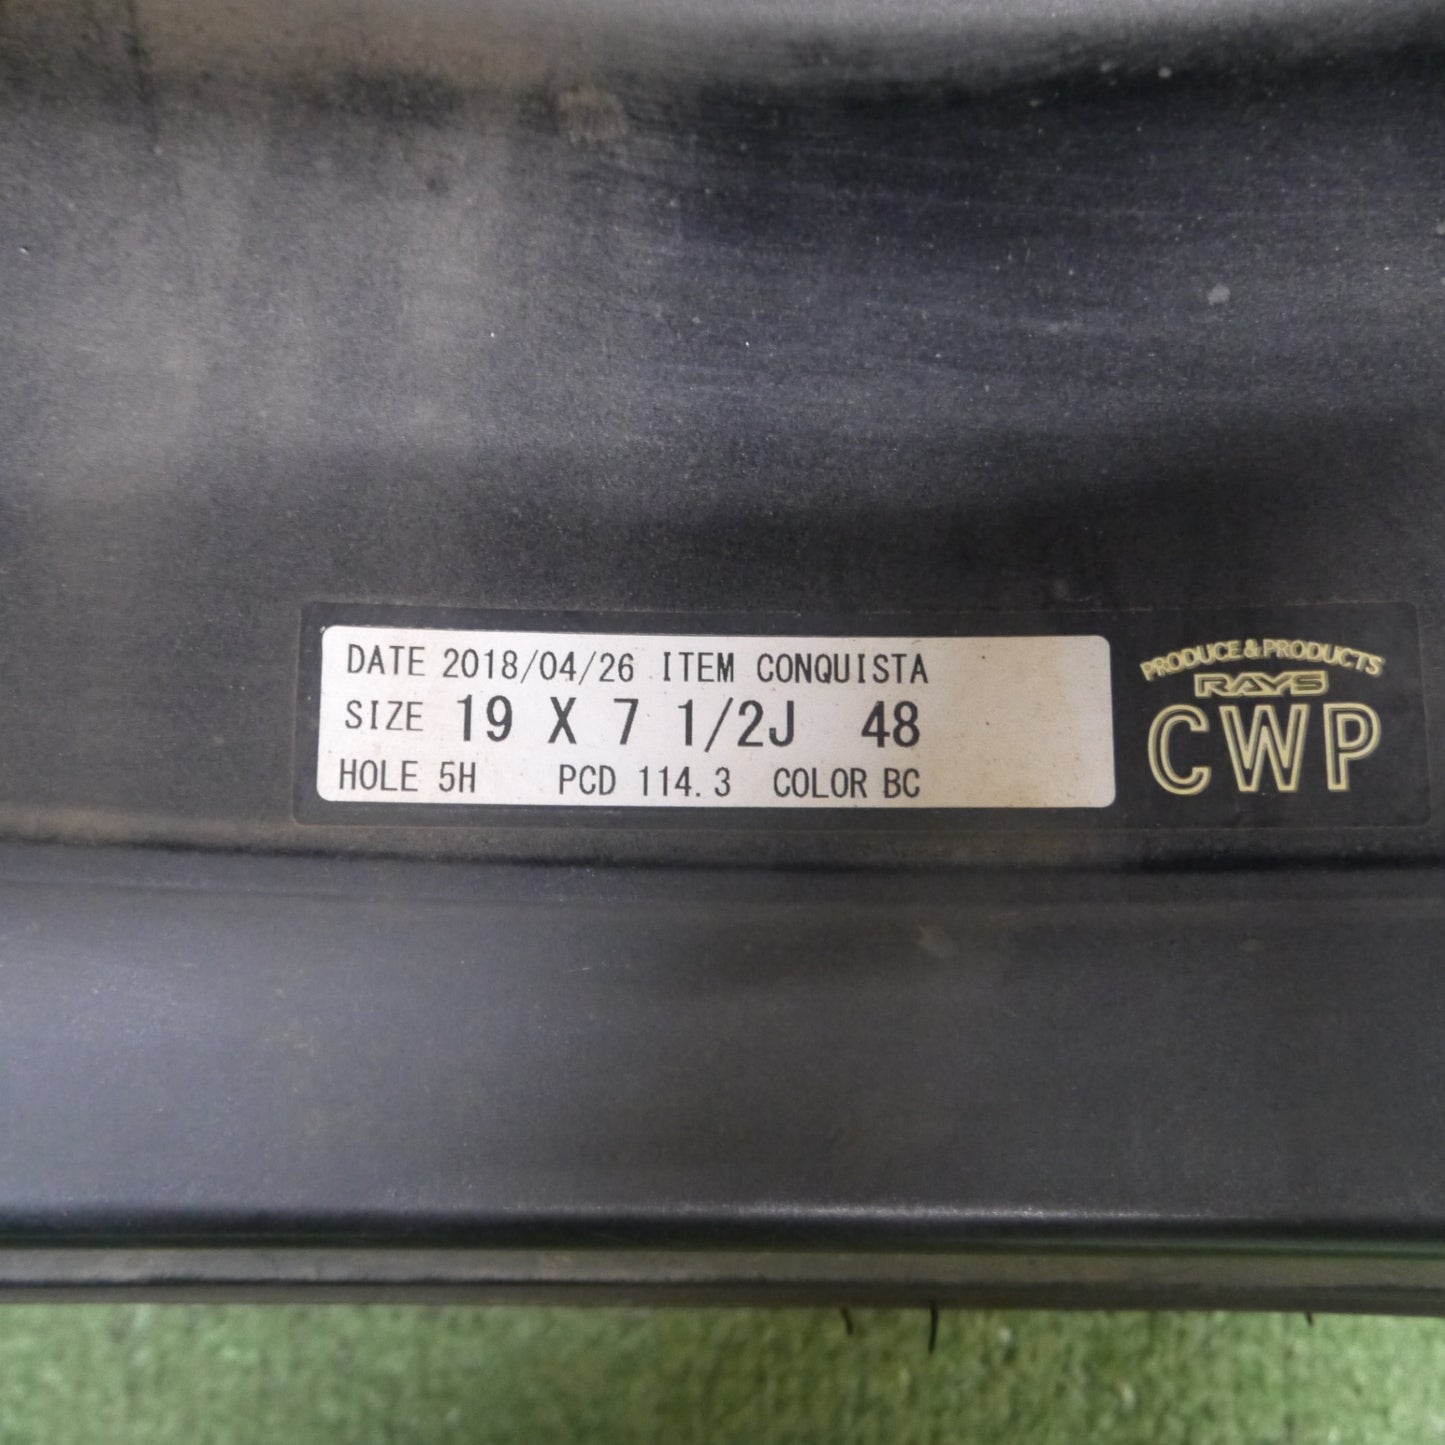 DATE 2018/04/26 ITEM CONQUISTA
SIZE 19 X 7 1/2J 48
HOLE 5H PCD 114.3 COLOR BC
PRODUCE & PRODUCTS
RAYS
CWP